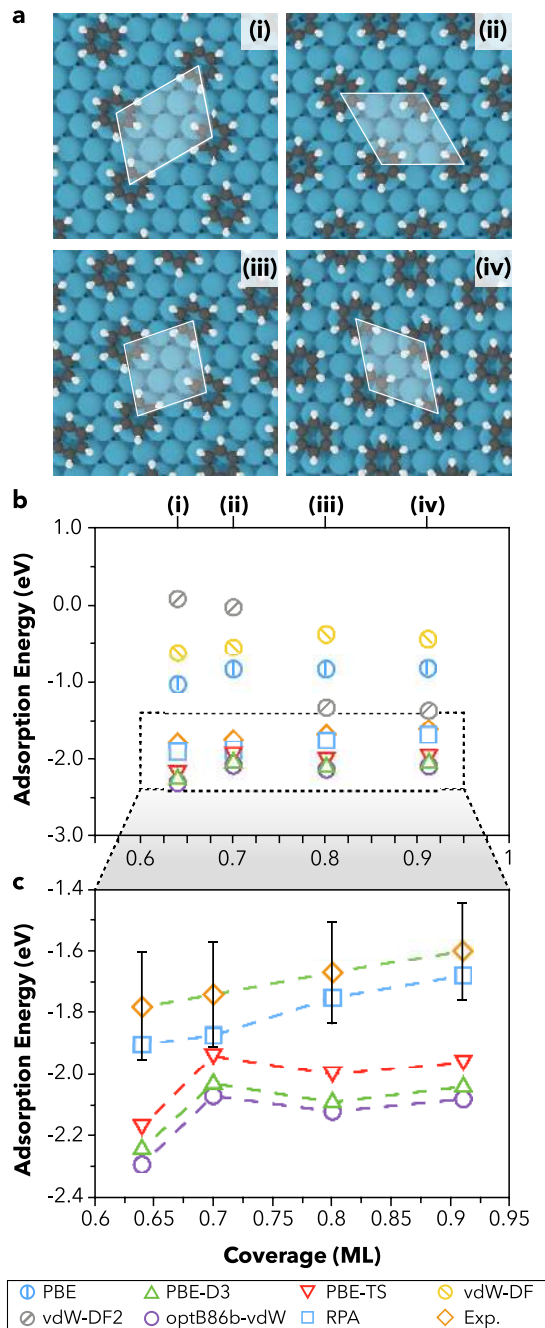 a
(i)
(ii)
(iii)
(iv)
b
(i) (ii) (iii) (iv)
Adsorption Energy (eV)
1.0
0.0
-1.0
-2.0
-3.0
0.6 0.7 0.8 0.9 1
c
Adsorption Energy (eV)
-1.4
-1.6
-1.8
-2.0
-2.2
-2.4
0.6 0.65 0.7 0.75 0.8 0.85 0.9 0.95
Coverage (ML)
PBE PBE-D3 PBE-TS vdW-DF
vdW-DF2 optB86b-vdW RPA Exp.